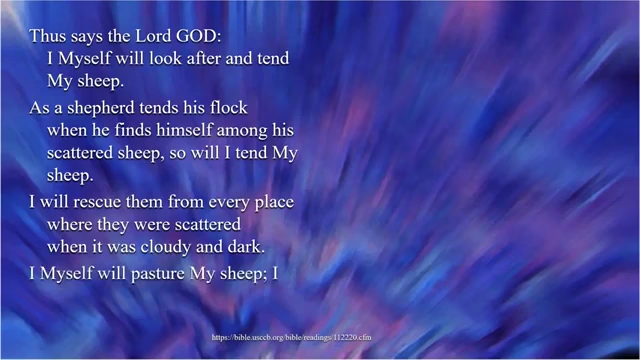 Thus says the Lord GOD:
I Myself will look after and tend
My sheep.
As a shepherd tends his flock
when he finds himself among his
scattered sheep, so will I tend My
sheep.
I will rescue them from every place
where they were scattered
when it was cloudy and dark.
I Myself will pasture My sheep; I
https://bible.usccb.org/bible/readings/112220.cfm